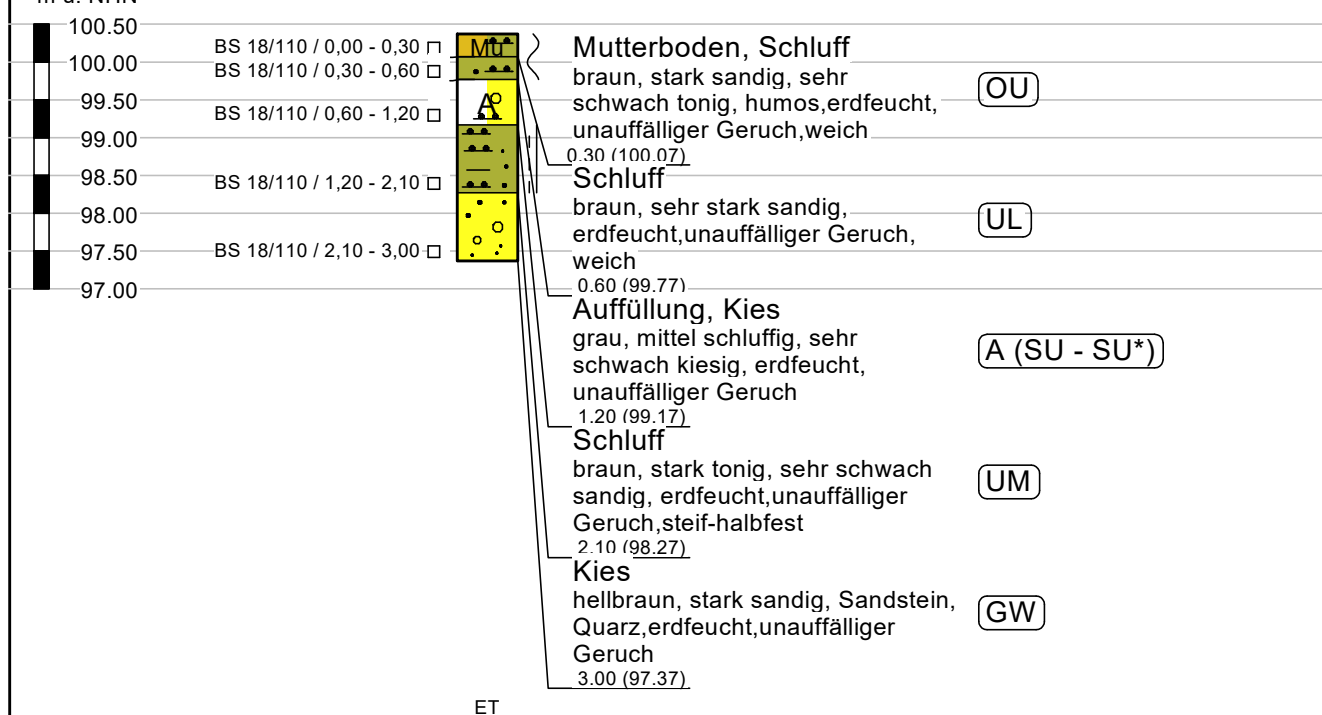 m ü. NHN
100.50
100.00
99.50
99.00
98.50
98.00
97.50
97.00
BS 18/110 / 0,00 - 0,30
BS 18/110 / 0,30 - 0,60
BS 18/110 / 0,60 - 1,20
BS 18/110 / 1,20 - 2,10
BS 18/110 / 2,10 - 3,00
Mu
A
Mutterboden, Schluff
braun, stark sandig, sehr
schwach tonig, humos,erdfeucht,
unauffälliger Geruch,weich
0.30 (100.07)
OU
Schluff
braun, sehr stark sandig,
erdfeucht,unauffälliger Geruch,
weich
0.60 (99.77)
UL
Auffüllung, Kies
grau, mittel schluffig, sehr
schwach kiesig, erdfeucht,
unauffälliger Geruch
1.20 (99.17)
A (SU - SU*)
Schluff
braun, stark tonig, sehr schwach
sandig, erdfeucht,unauffälliger
Geruch,steif-halbfest
2.10 (98.27)
UM
Kies
hellbraun, stark sandig, Sandstein,
Quarz,erdfeucht,unauffälliger
Geruch
3.00 (97.37)
GW
ET